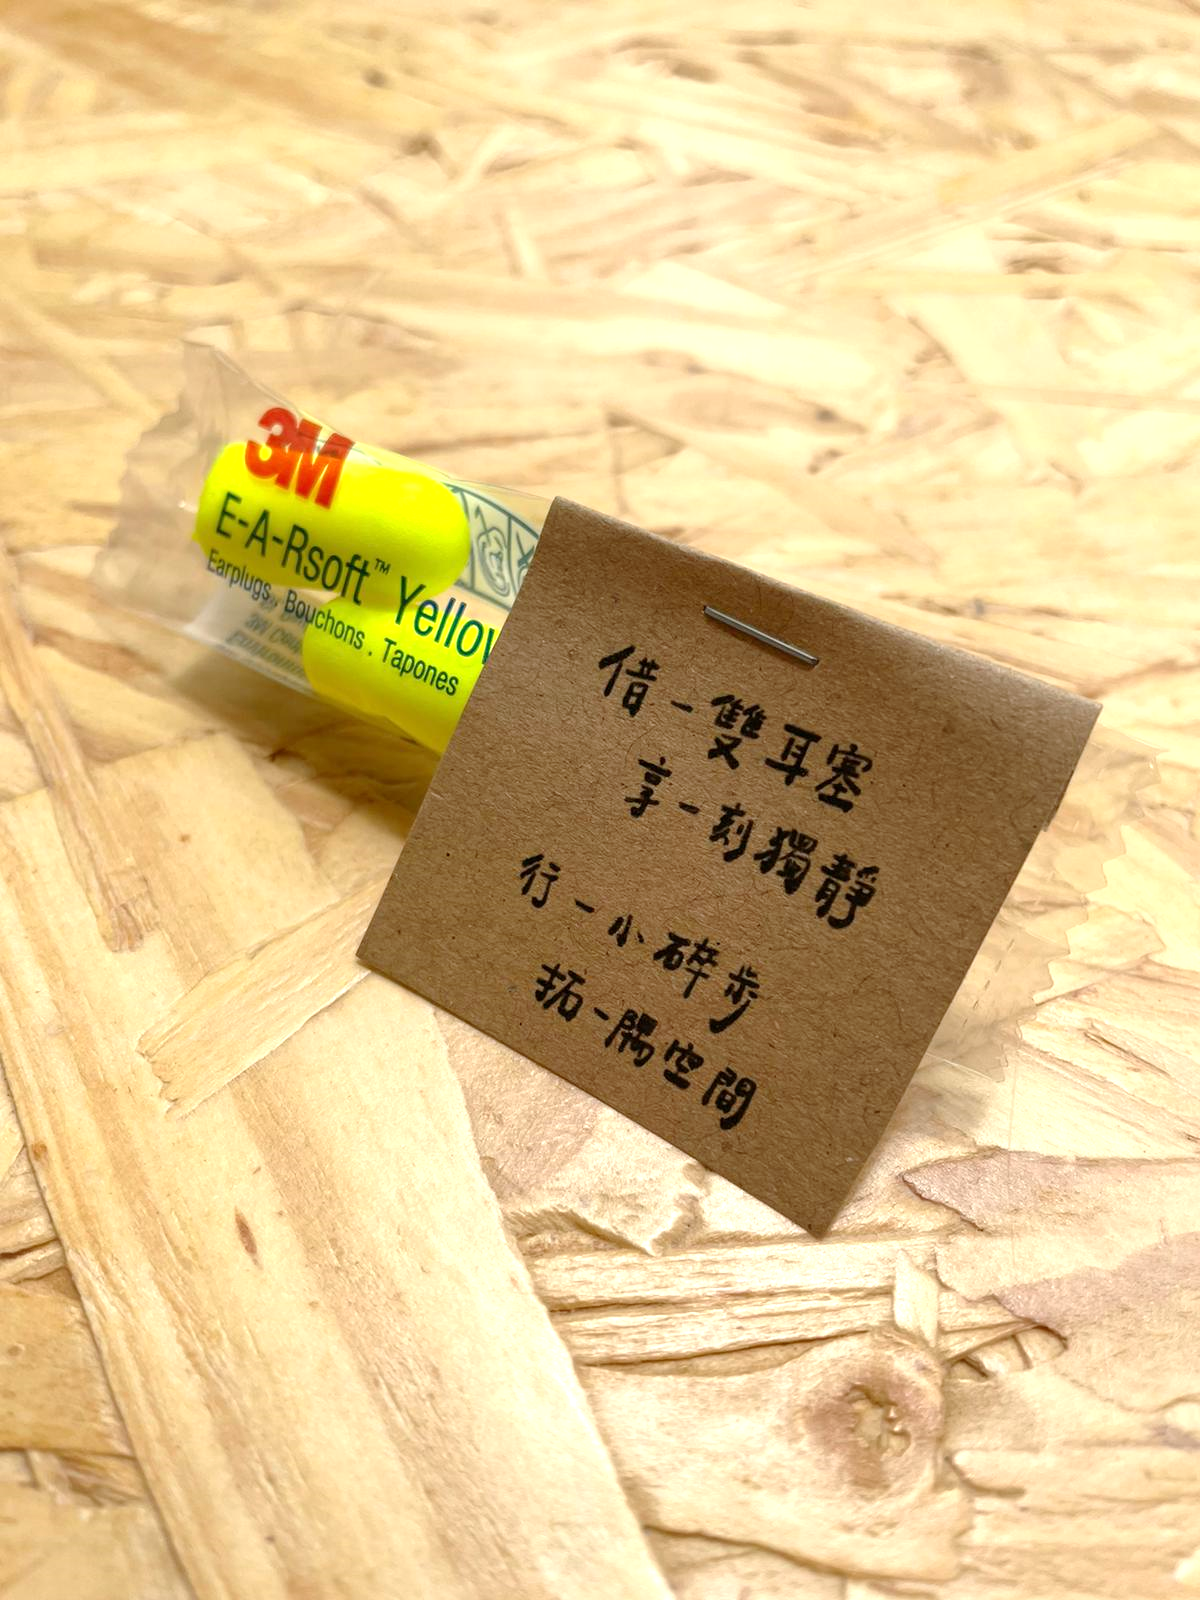 3M
E-A-Rsoft™ Yellow
Earplugs. Bouchons. Tapones
借一雙耳塞
享一刻獨靜
行一小碎步
拓一隅空間